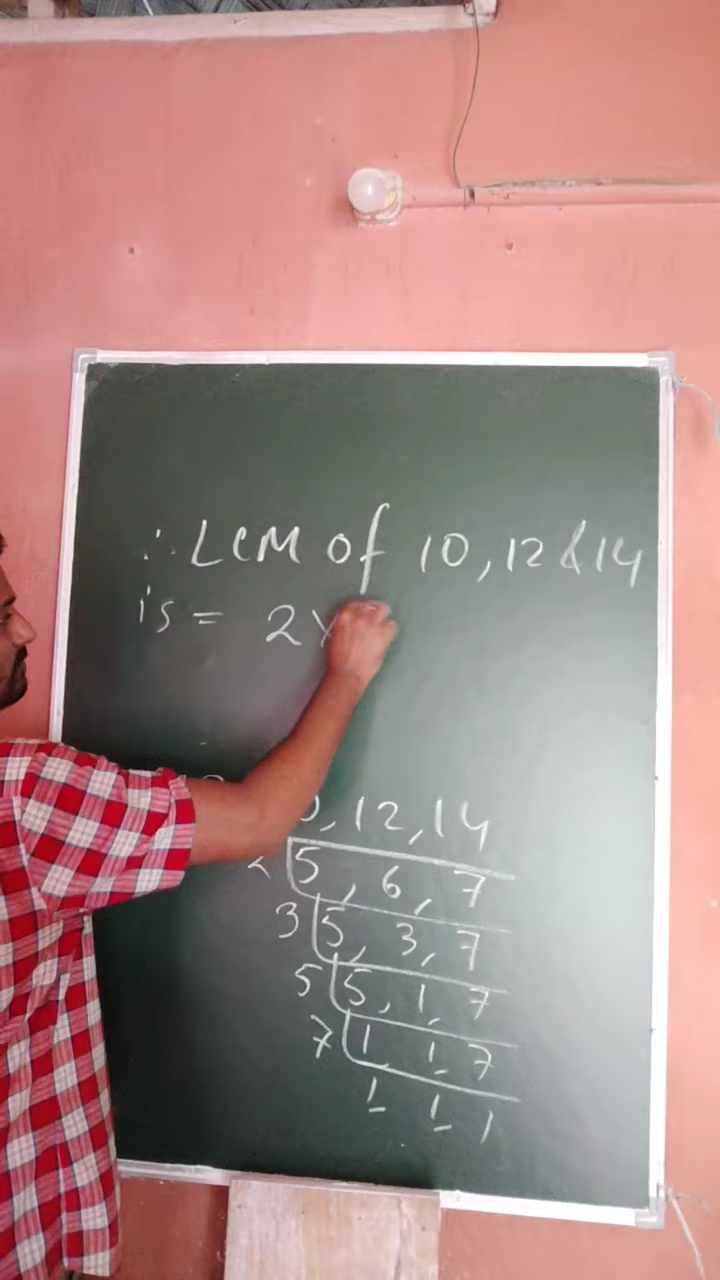 ∴ LCM of 10, 12 & 14
is = 2 ×
, 12, 14
2 5, 6, 7
3 5, 3, 7
5 5, 1, 7
7 1 1 7
1 1 1